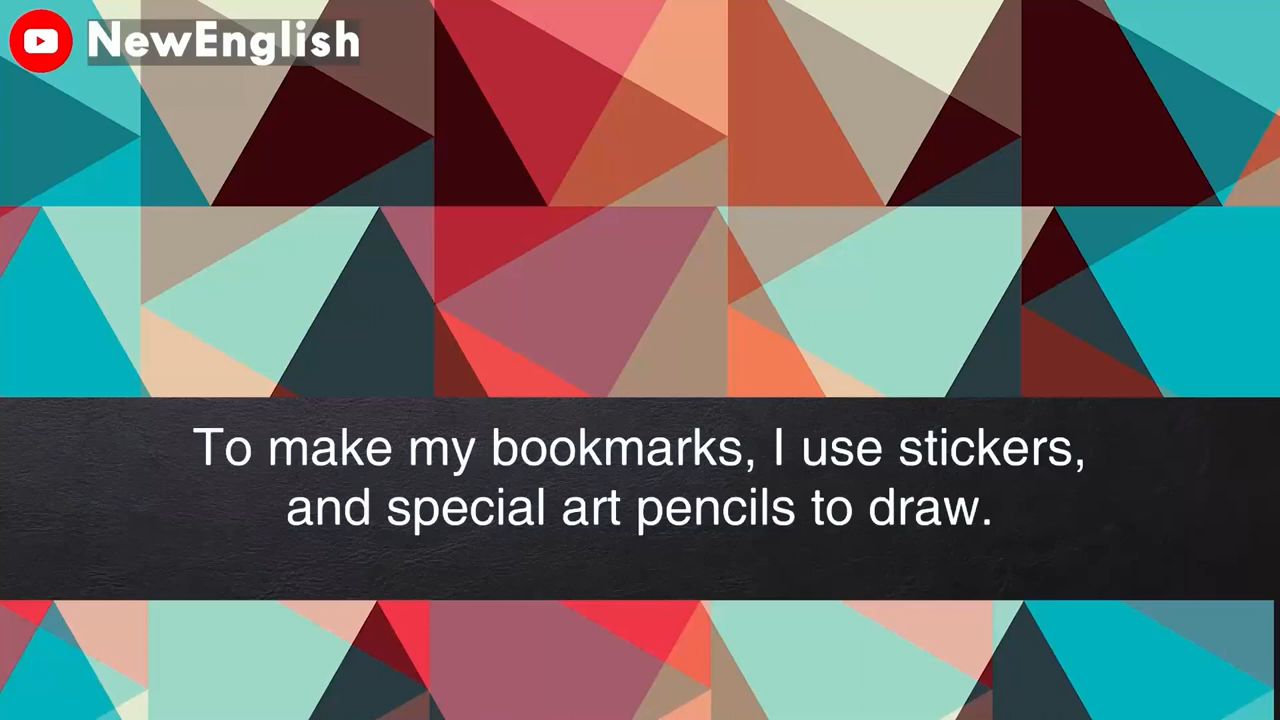 NewEnglish
To make my bookmarks, I use stickers,
and special art pencils to draw.